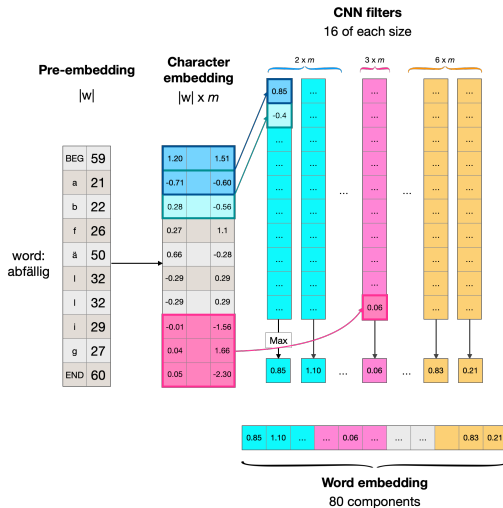 CNN filters
16 of each size
2 x m
3 x m
6 x m
Pre-embedding
|w|
Character
embedding
|w| x m
word:
abfällig
BEG 59
a 21
b 22
f 26
ä 50
l 32
l 32
i 29
g 27
END 60
1.20 1.51
-0.71 -0.60
0.28 -0.56
0.27 1.1
0.66 -0.28
-0.29 0.29
-0.29 0.29
-0.01 -1.56
0.04 1.66
0.05 -2.30
0.85 ... ... ... ...
-0.4 ... ... ... ...
... ... ... ... ...
... ... ... ... ...
... ... ... ... ...
... ... ... ... ... ... ...
... ... ... ... ...
... ... ... ... ...
... ... ... ... ...
... ... 0.06 ... ...
Max
0.85 1.10 ... 0.06 ... 0.83 0.21
0.85 1.10 ... ... 0.06 ... ... ... 0.83 0.21
Word embedding
80 components